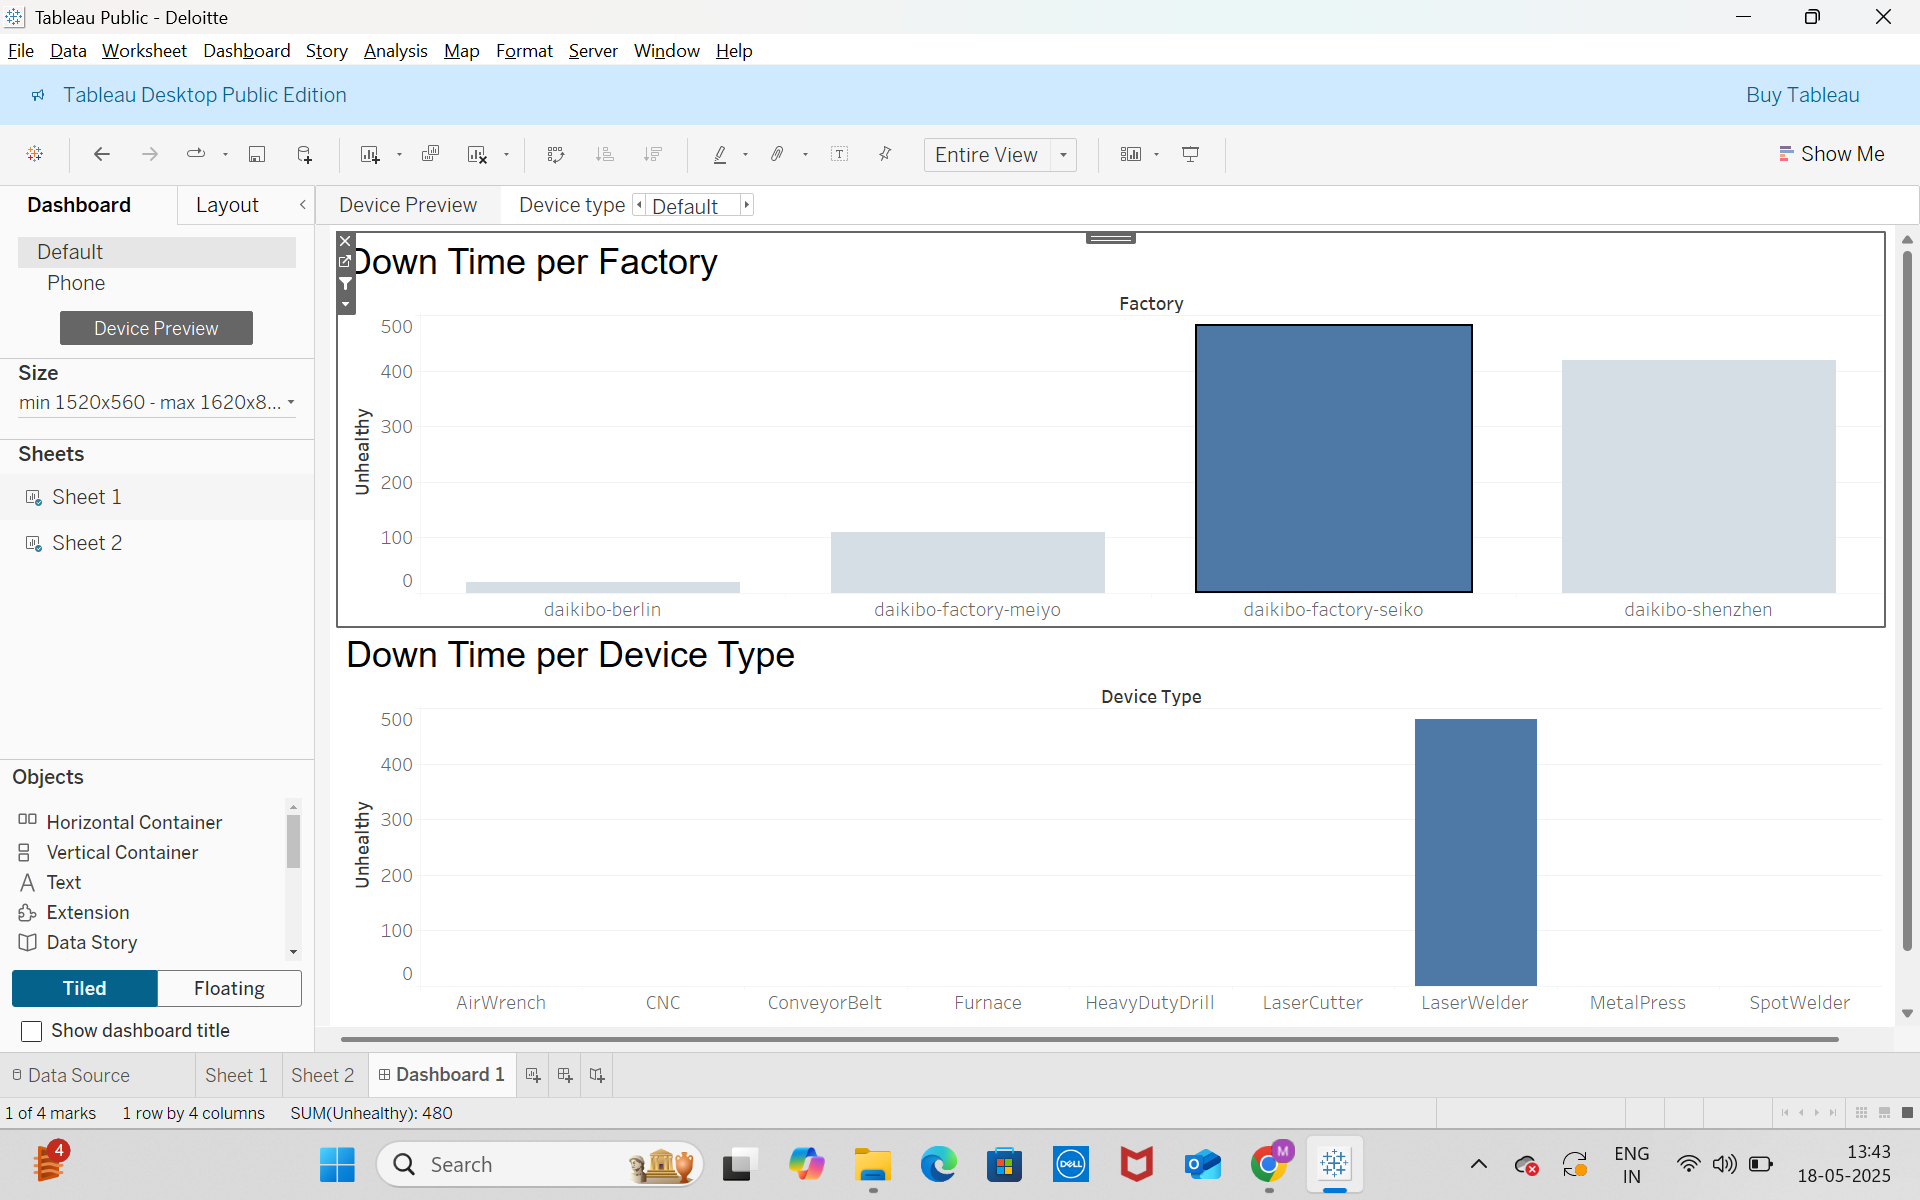 Tableau Public - Deloitte
File Data Worksheet Dashboard Story Analysis Map Format Server Window Help
Tableau Desktop Public Edition Buy Tableau
Entire View Show Me
Dashboard Layout Device Preview Device type Default
Default
Phone
Device Preview
Size
min 1520x560 - max 1620x8...
Sheets
Sheet 1
Sheet 2
Objects
Horizontal Container
Vertical Container
Text
Extension
Data Story
Tiled Floating
Show dashboard title
Down Time per Factory
Factory
Unhealthy
500
400
300
200
100
0
daikibo-berlin daikibo-factory-meiyo daikibo-factory-seiko daikibo-shenzhen
Down Time per Device Type
Device Type
Unhealthy
500
400
300
200
100
0
AirWrench CNC ConveyorBelt Furnace HeavyDutyDrill LaserCutter LaserWelder MetalPress SpotWelder
Data Source Sheet 1 Sheet 2 Dashboard 1
1 of 4 marks 1 row by 4 columns SUM(Unhealthy): 480
4
Search
DELL
M
ENG
IN
13:43
18-05-2025